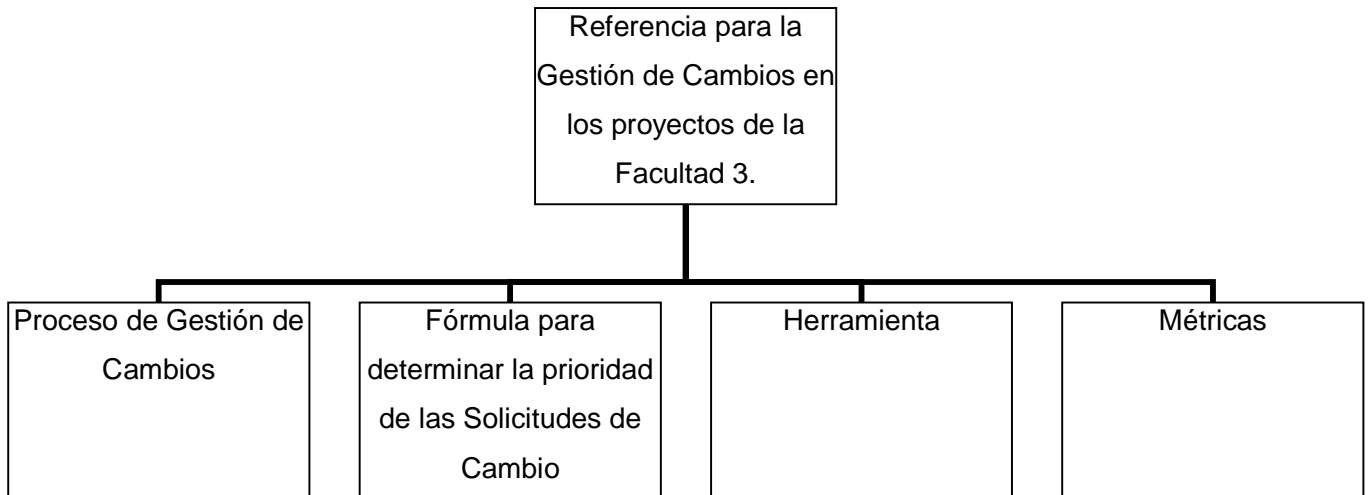 Referencia para la
Gestión de Cambios en
los proyectos de la
Facultad 3.
Proceso de Gestión de
Cambios
Fórmula para
determinar la prioridad
de las Solicitudes de
Cambio
Herramienta
Métricas